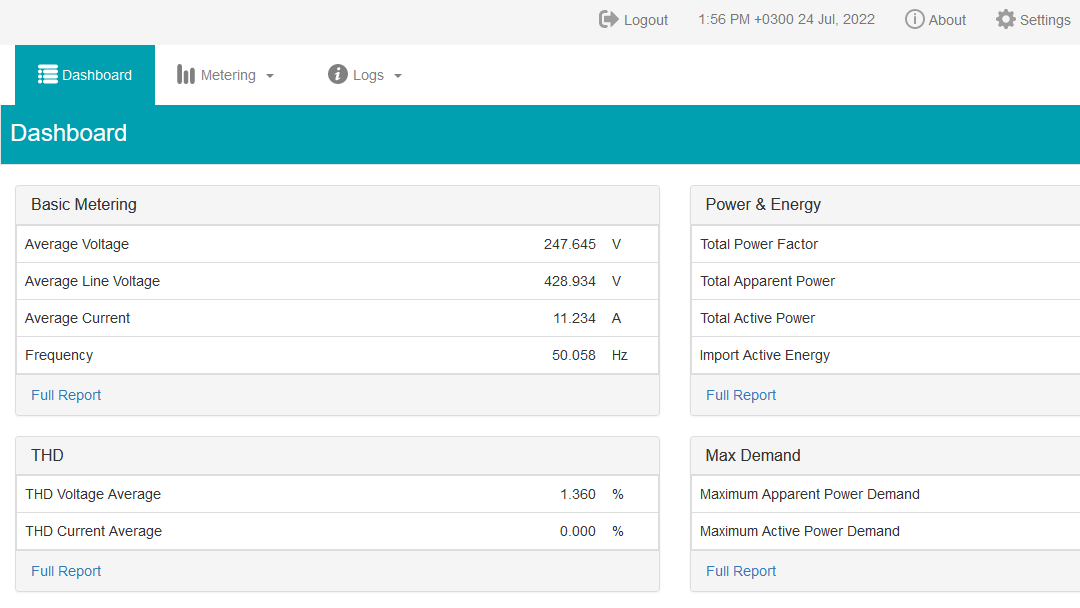 Logout 1:56 PM +0300 24 Jul, 2022 About Settings
Dashboard Metering Logs
Dashboard
Basic Metering
Average Voltage 247.645 V
Average Line Voltage 428.934 V
Average Current 11.234 A
Frequency 50.058 Hz
Full Report
Power & Energy
Total Power Factor
Total Apparent Power
Total Active Power
Import Active Energy
Full Report
THD
THD Voltage Average 1.360 %
THD Current Average 0.000 %
Full Report
Max Demand
Maximum Apparent Power Demand
Maximum Active Power Demand
Full Report